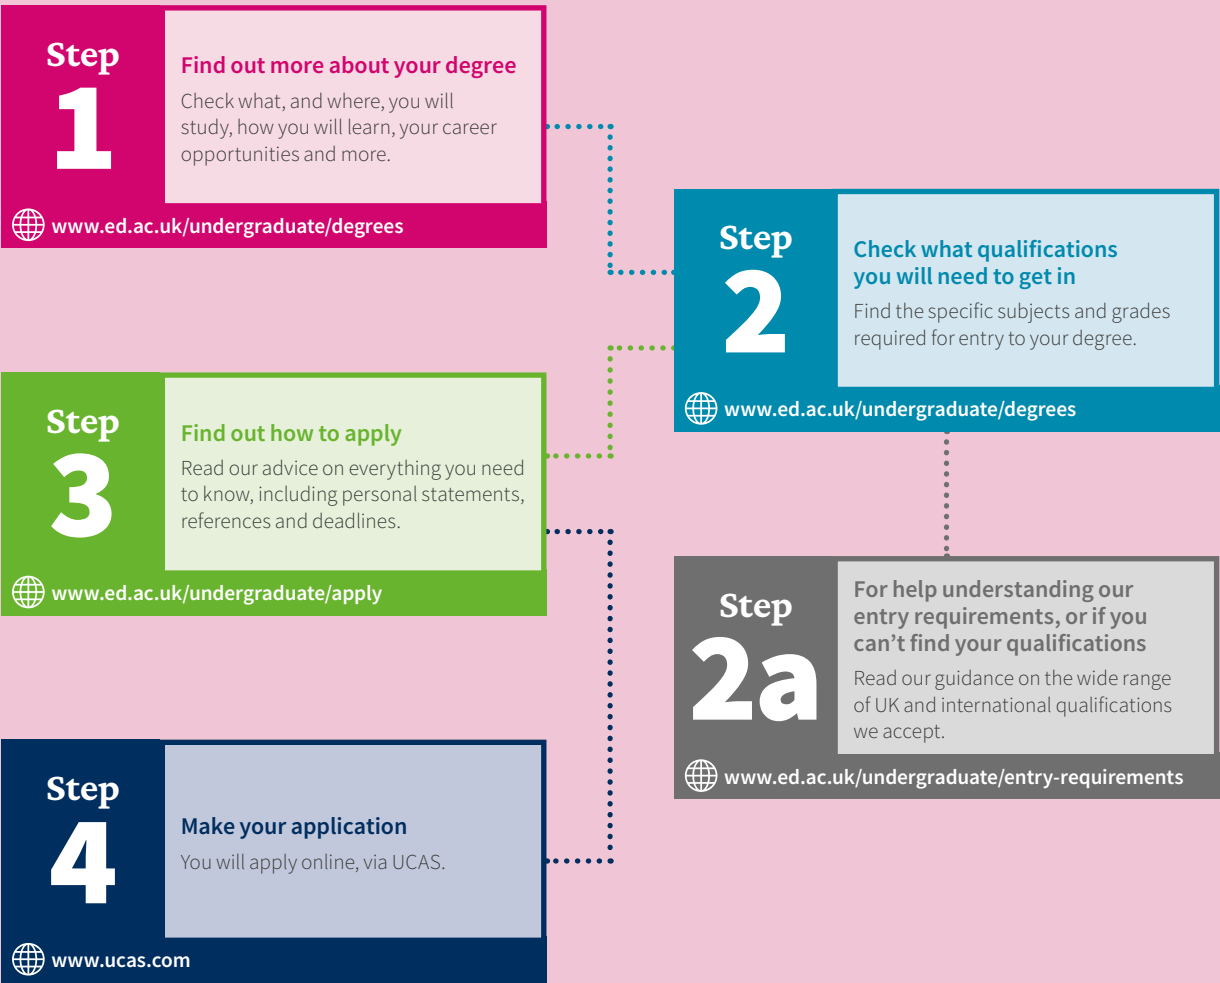 Step
1
Find out more about your degree
Check what, and where, you will
study, how you will learn, your career
opportunities and more.
www.ed.ac.uk/undergraduate/degrees
Step
2
Check what qualifications
you will need to get in
Find the specific subjects and grades
required for entry to your degree.
www.ed.ac.uk/undergraduate/degrees
Step
3
Find out how to apply
Read our advice on everything you need
to know, including personal statements,
references and deadlines.
www.ed.ac.uk/undergraduate/apply
Step
2a
For help understanding our
entry requirements, or if you
can’t find your qualifications
Read our guidance on the wide range
of UK and international qualifications
we accept.
www.ed.ac.uk/undergraduate/entry-requirements
Step
4
Make your application
You will apply online, via UCAS.
www.ucas.com